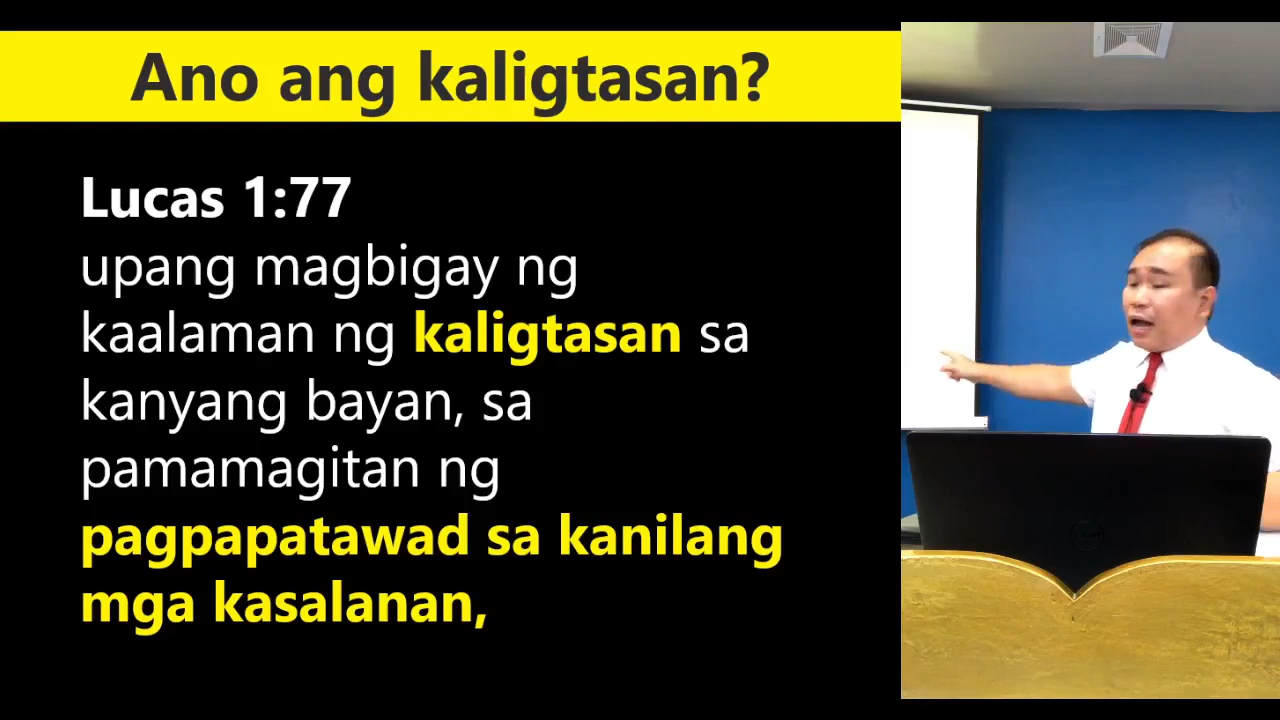 Ano ang kaligtasan?
Lucas 1:77
upang magbigay ng
kaalaman ng kaligtasan sa
kanyang bayan, sa
pamamagitan ng
pagpapatawad sa kanilang
mga kasalanan,